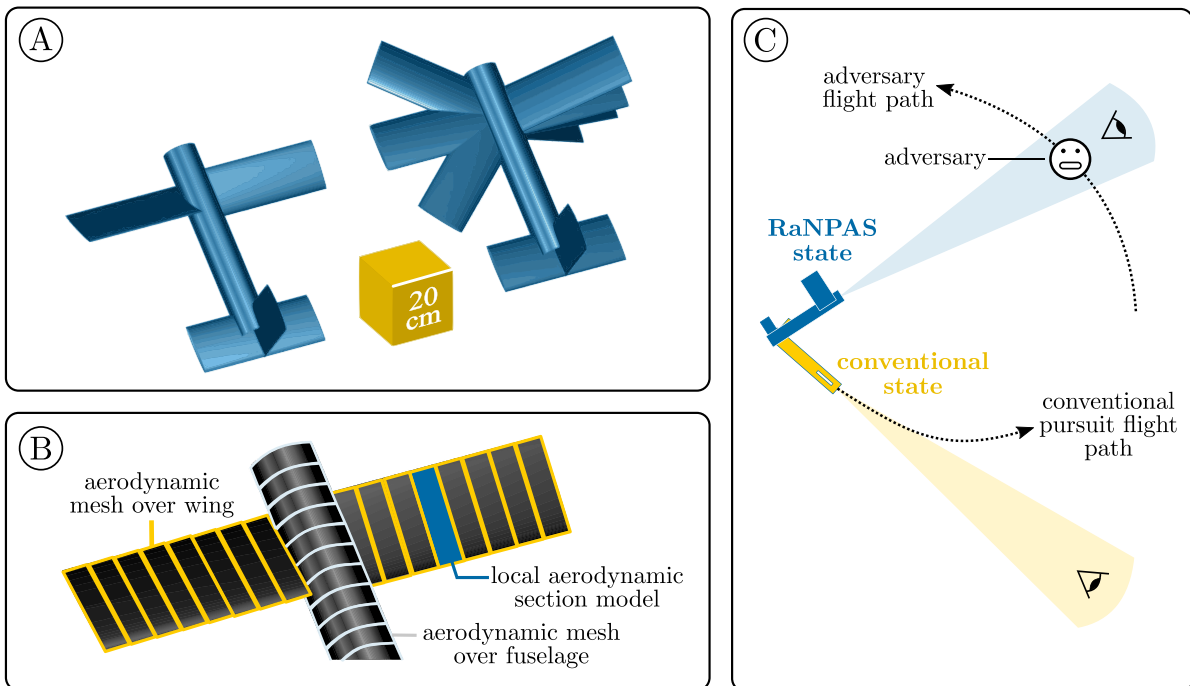 A
20
cm
B
aerodynamic
mesh over wing
local aerodynamic
section model
aerodynamic mesh
over fuselage
C
adversary
flight path
adversary
RaNPAS
state
conventional
state
conventional
pursuit flight
path